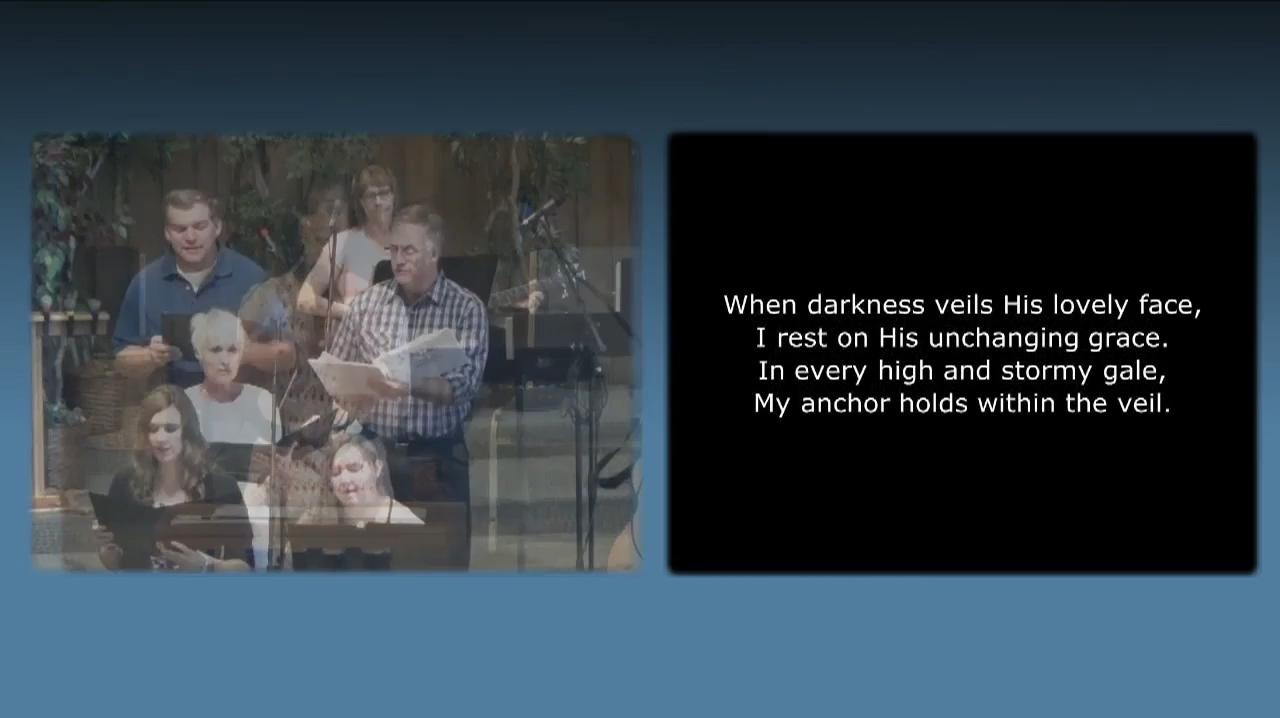 When darkness veils His lovely face,
I rest on His unchanging grace.
In every high and stormy gale,
My anchor holds within the veil.